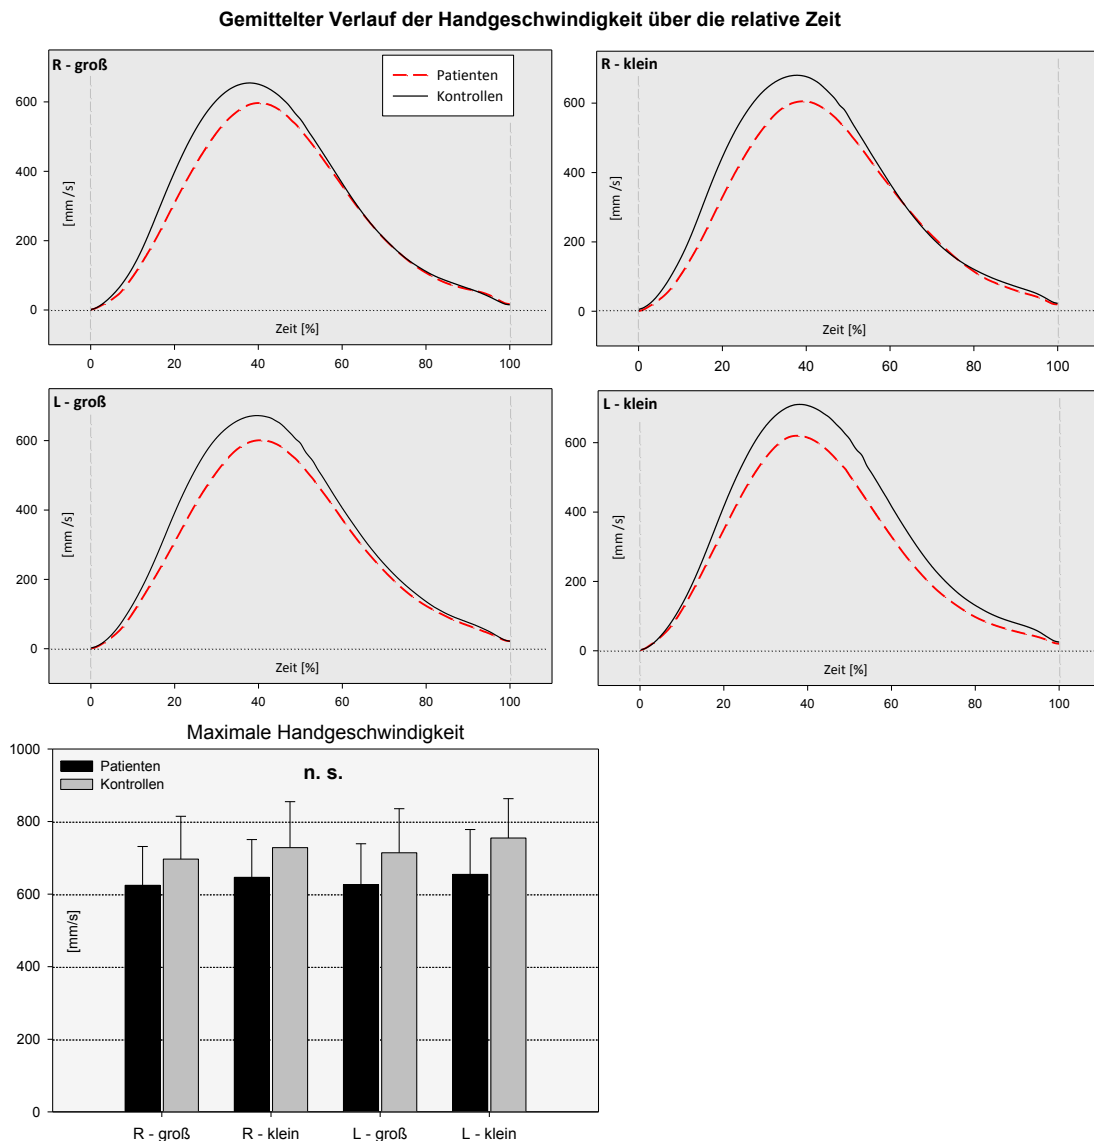 Gemittelter Verlauf der Handgeschwindigkeit über die relative Zeit
R - groß
Patienten
Kontrollen
600
400
200
0
[mm /s]
Zeit [%]
0 20 40 60 80 100
R - klein
600
400
200
0
[mm /s]
Zeit [%]
0 20 40 60 80 100
L - groß
600
400
200
0
[mm /s]
Zeit [%]
0 20 40 60 80 100
L - klein
600
400
200
0
[mm /s]
Zeit [%]
0 20 40 60 80 100
Maximale Handgeschwindigkeit
Patienten
Kontrollen
n. s.
1000
800
600
400
200
0
[mm/s]
R - groß R - klein L - groß L - klein